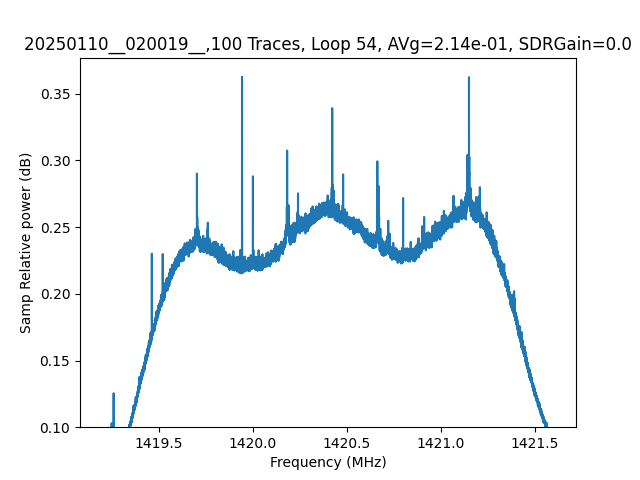 20250110__020019__,100 Traces, Loop 54, AVg=2.14e-01, SDRGain=0.0
0.35
0.30
0.25
0.20
0.15
0.10
Samp Relative power (dB)
1419.5 1420.0 1420.5 1421.0 1421.5
Frequency (MHz)